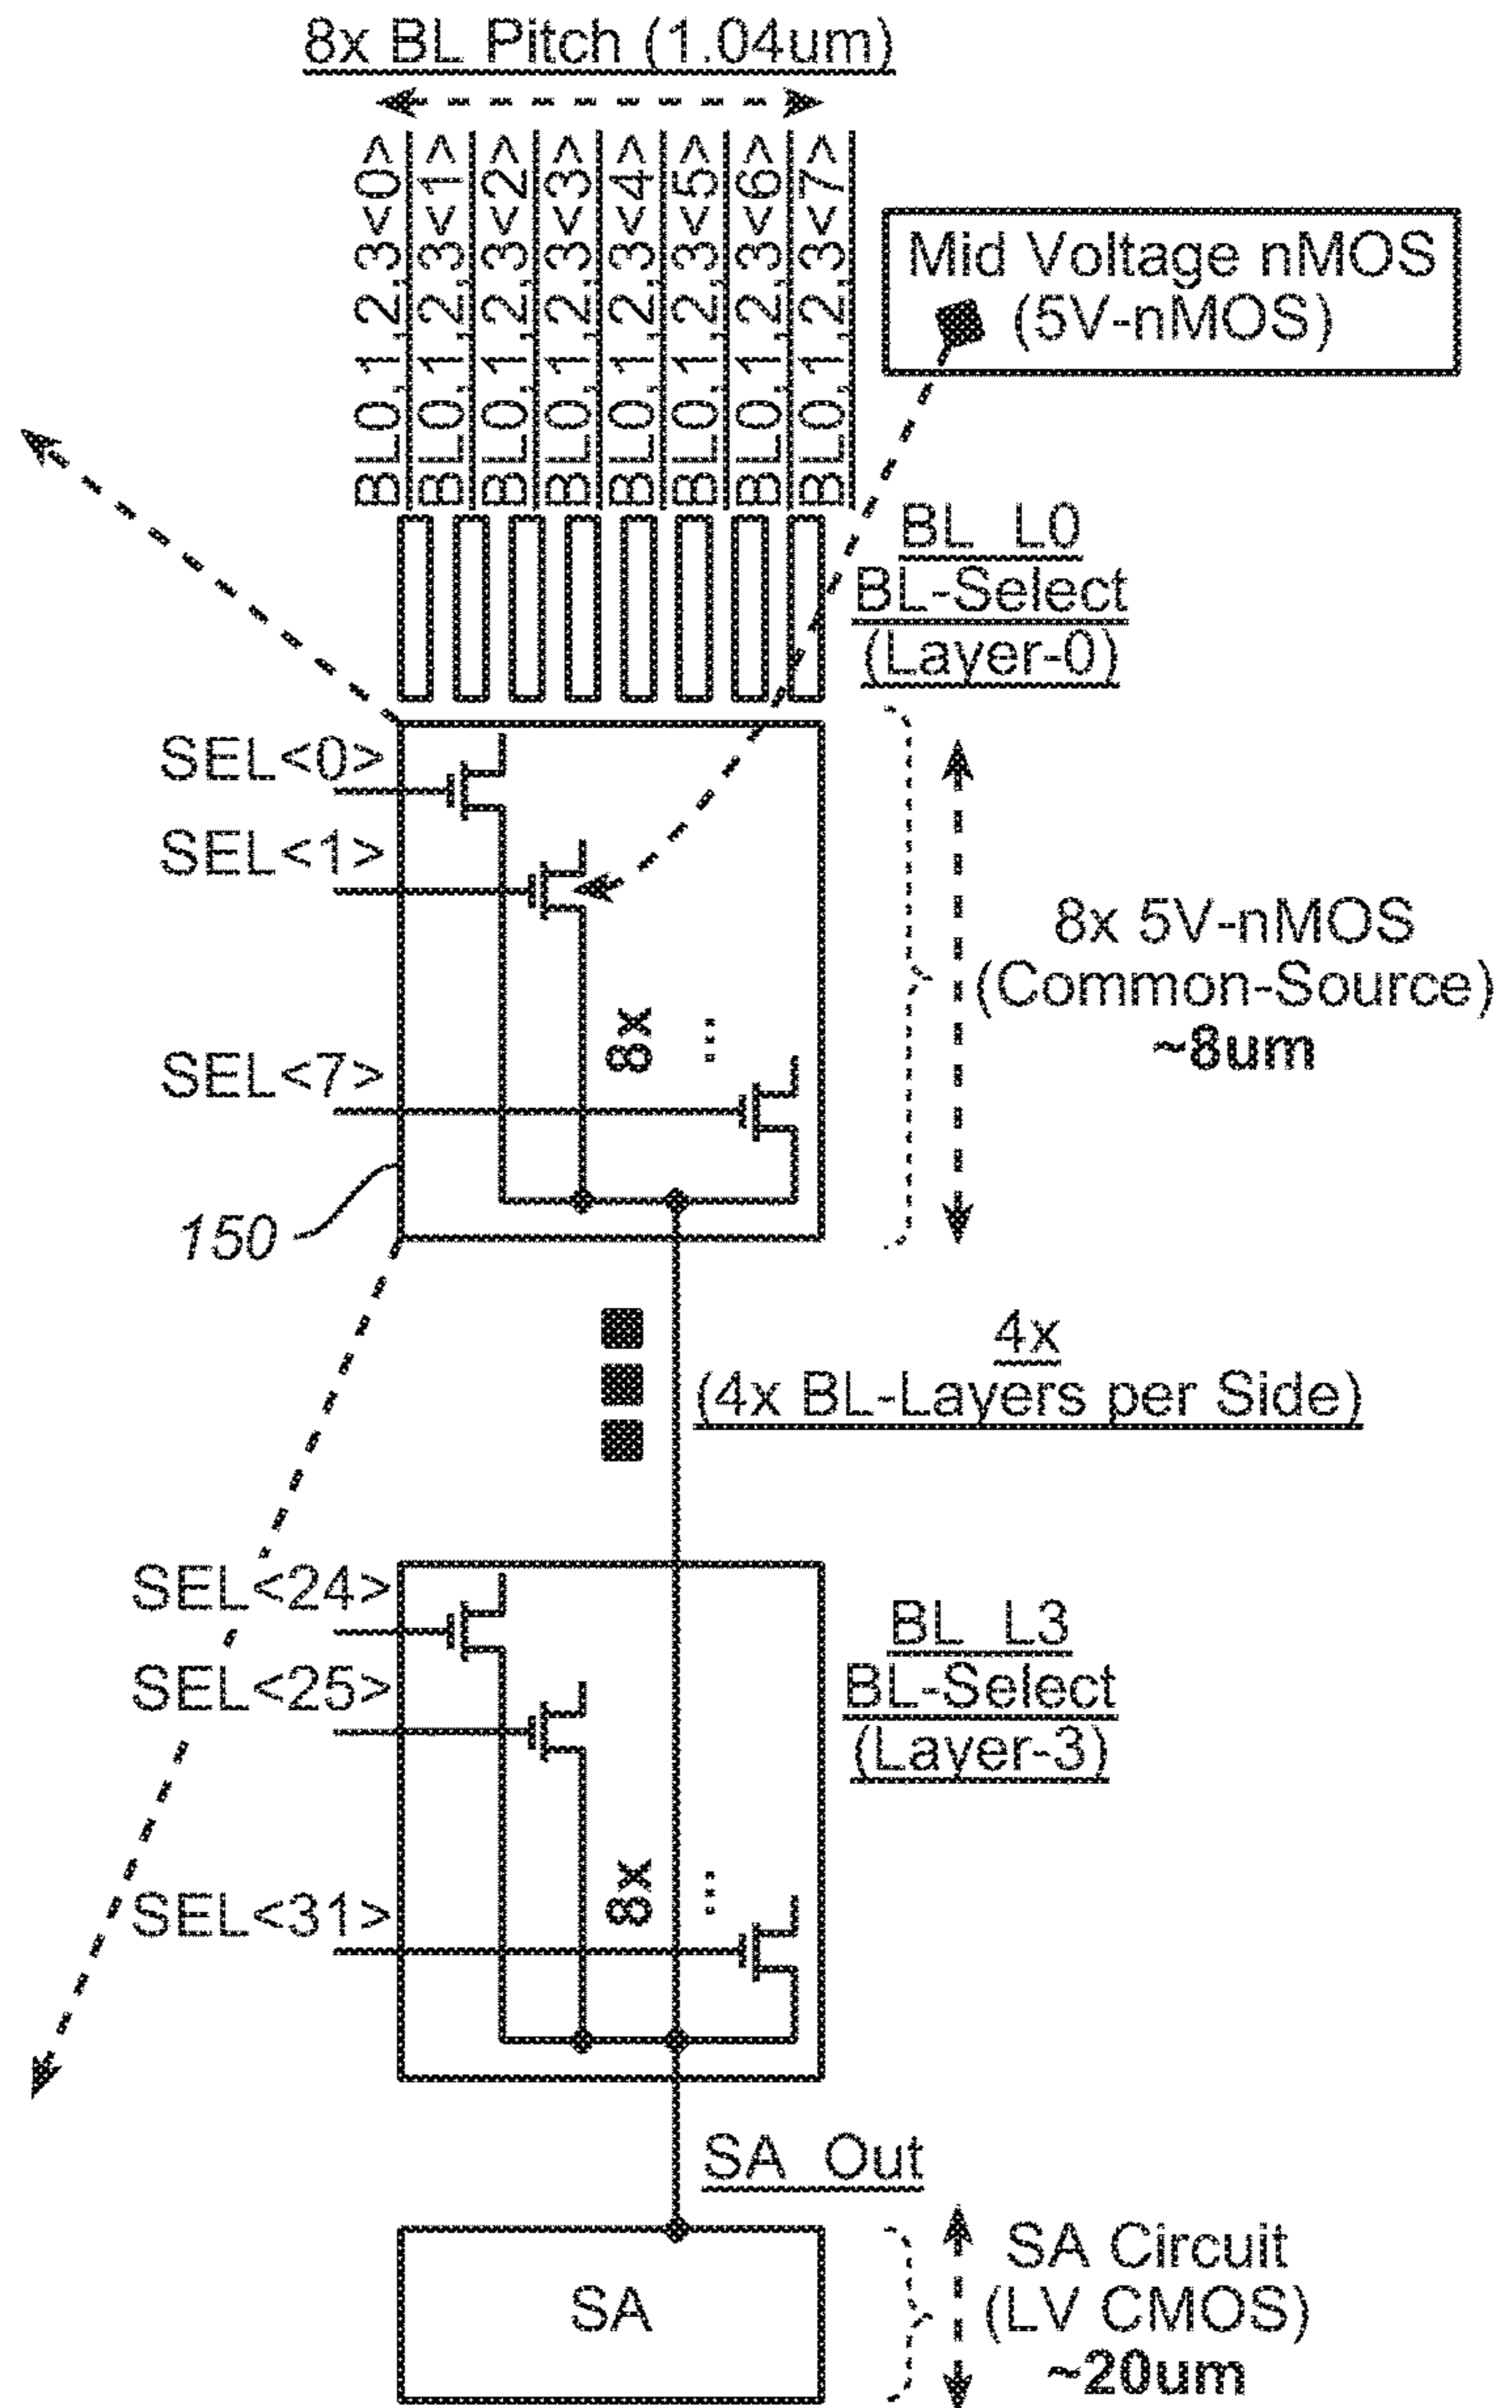 8x BL Pitch (1.04um)
BL0,1,2,3<0>
BL0,1,2,3<1>
BL0,1,2,3<2>
BL0,1,2,3<3>
BL0,1,2,3<4>
BL0,1,2,3<5>
BL0,1,2,3<6>
BL0,1,2,3<7>
Mid Voltage nMOS
(5V-nMOS)
BL_L0
BL-Select
(Layer-0)
SEL<0>
SEL<1>
SEL<7>
8x ...
8x 5V-nMOS
(Common-Source)
~8um
150
4x
(4x BL-Layers per Side)
SEL<24>
SEL<25>
SEL<31>
8x ...
BL_L3
BL-Select
(Layer-3)
SA_Out
SA
SA Circuit
(LV CMOS)
~20um